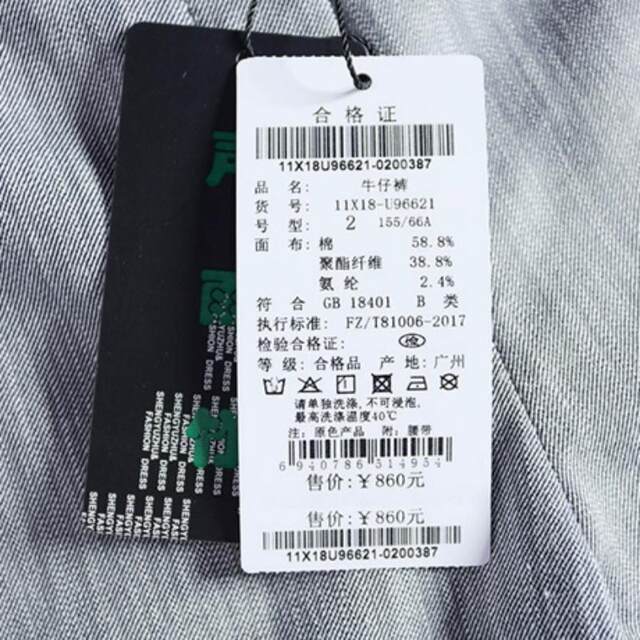 合格证
11X18U96621-0200387
品名: 牛仔裤
货号: 11X18-U96621
号型: 2 155/66A
面布: 棉 58.8%
聚酯纤维 38.8%
氨纶 2.4%
符合 GB 18401 B 类
执行标准: FZ/T81006-2017
检验合格证:
等级: 合格品 产地: 广州
请单独洗涤,不可浸泡.
最高洗涤温度40℃
注: 原色产品 附: 腰带
6 940786 514954
售价: ¥860元
售价: ¥860元
11X18U96621-0200387
SHENGYUZHU&
FASHION DRESS